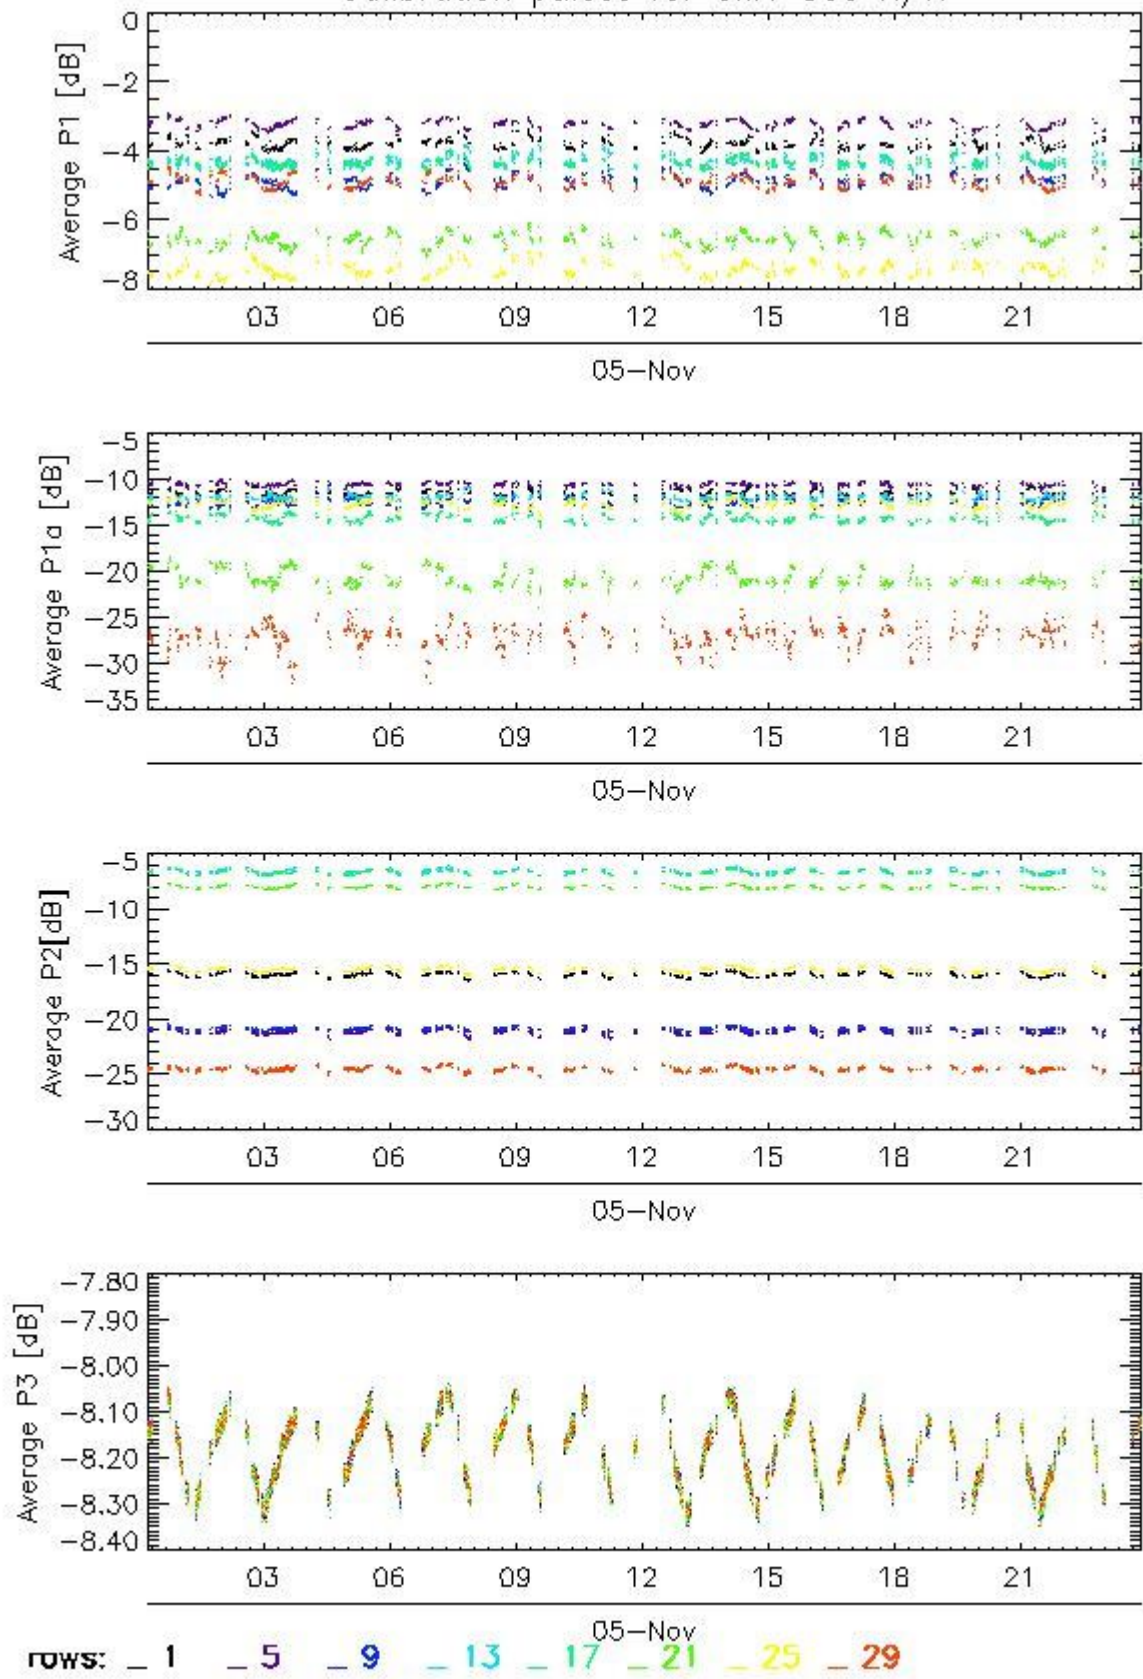 0
−2
−4
−6
−8
Average P1 [dB]
03 06 09 12 15 18 21
05−Nov
−5
−10
−15
−20
−25
−30
−35
Average P1a [dB]
03 06 09 12 15 18 21
05−Nov
−5
−10
−15
−20
−25
−30
Average P2[dB]
03 06 09 12 15 18 21
05−Nov
−7.80
−7.90
−8.00
−8.10
−8.20
−8.30
−8.40
Average P3 [dB]
03 06 09 12 15 18 21
05−Nov
rows: _ 1 _ 5 _ 9 _ 13 _ 17 _ 21 _ 25 _ 29